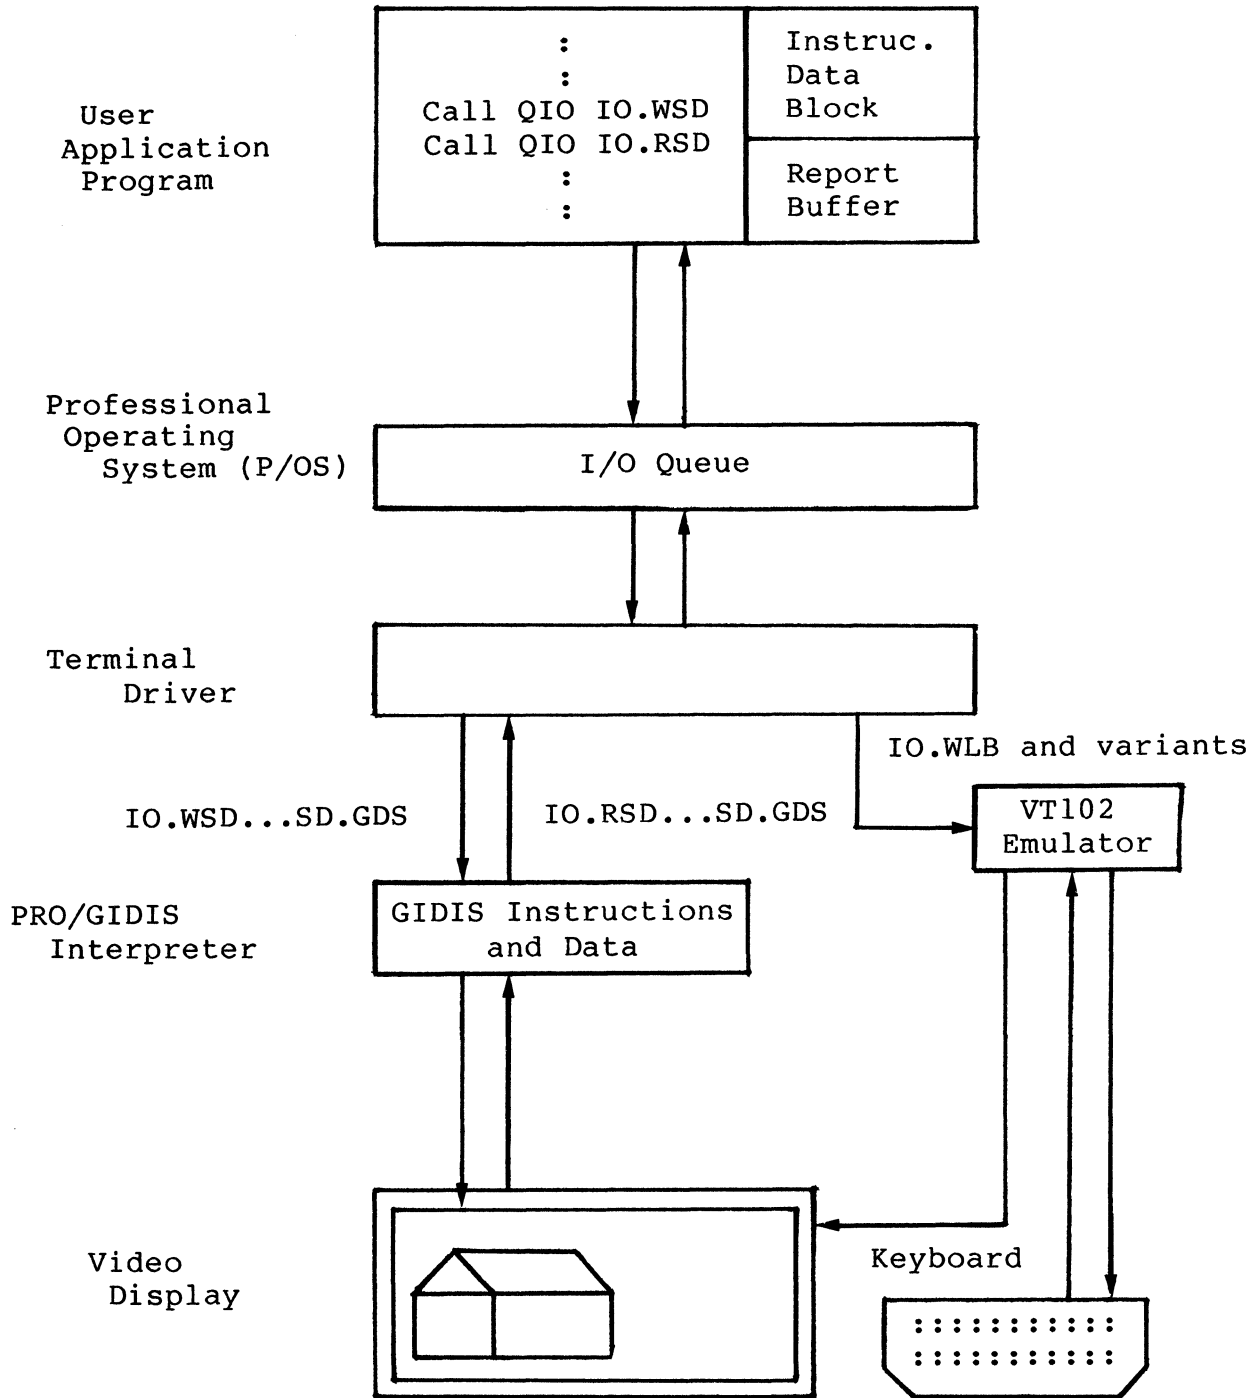 :
:
Call QIO IO.WSD
Call QIO IO.RSD
:
:
Instruc.
Data
Block
Report
Buffer
User
Application
Program
Professional
Operating
System (P/OS)
I/O Queue
Terminal
Driver
IO.WLB and variants
IO.WSD...SD.GDS
IO.RSD...SD.GDS
VT102
Emulator
PRO/GIDIS
Interpreter
GIDIS Instructions
and Data
Video
Display
Keyboard